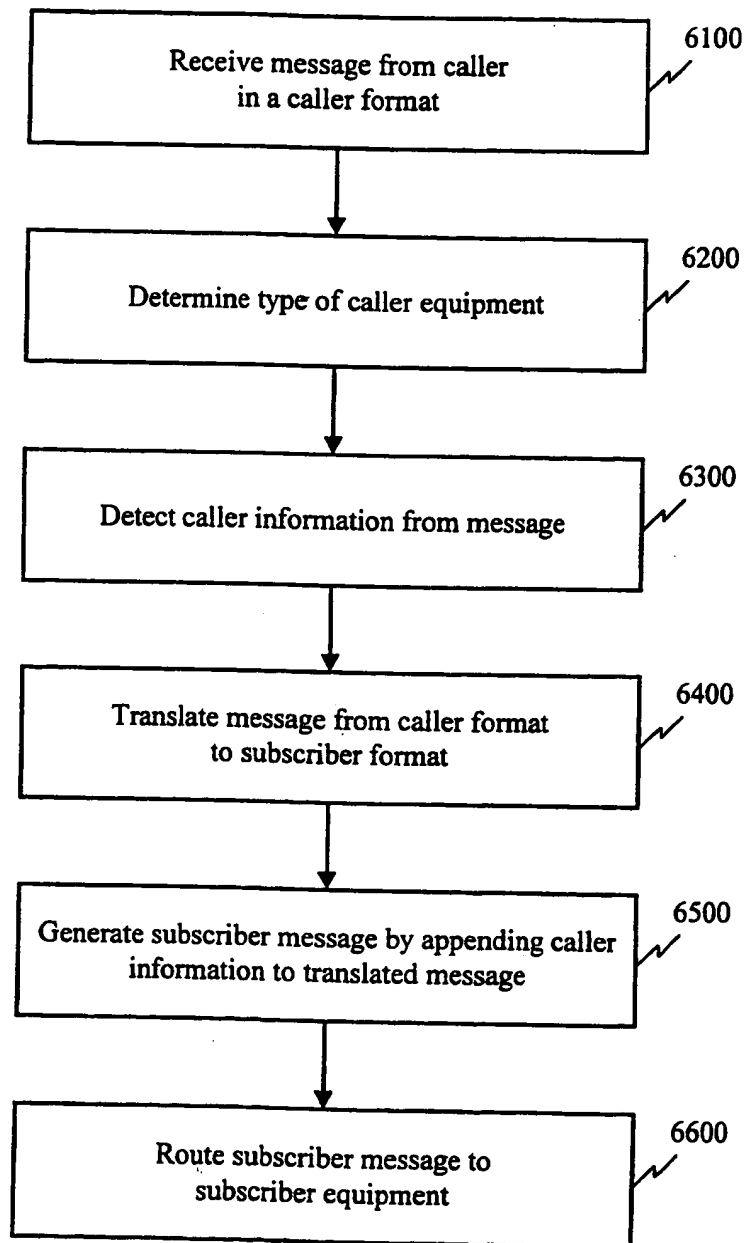 6100
Receive message from caller
in a caller format
6200
Determine type of caller equipment
6300
Detect caller information from message
6400
Translate message from caller format
to subscriber format
6500
Generate subscriber message by appending caller
information to translated message
6600
Route subscriber message to
subscriber equipment